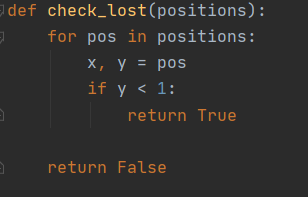 def check_lost(positions):
    for pos in positions:
        x, y = pos
        if y < 1:
            return True
    return False